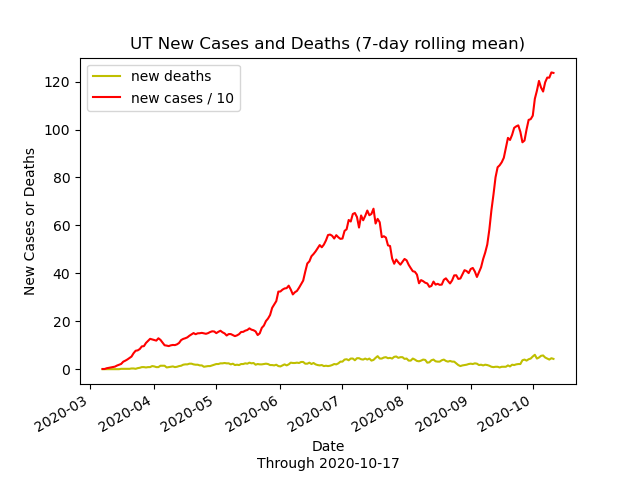 UT New Cases and Deaths (7-day rolling mean)
new deaths
new cases / 10
120
100
80
60
40
20
0
New Cases or Deaths
2020-03
2020-04
2020-05
2020-06
2020-07
2020-08
2020-09
2020-10
Date
Through 2020-10-17